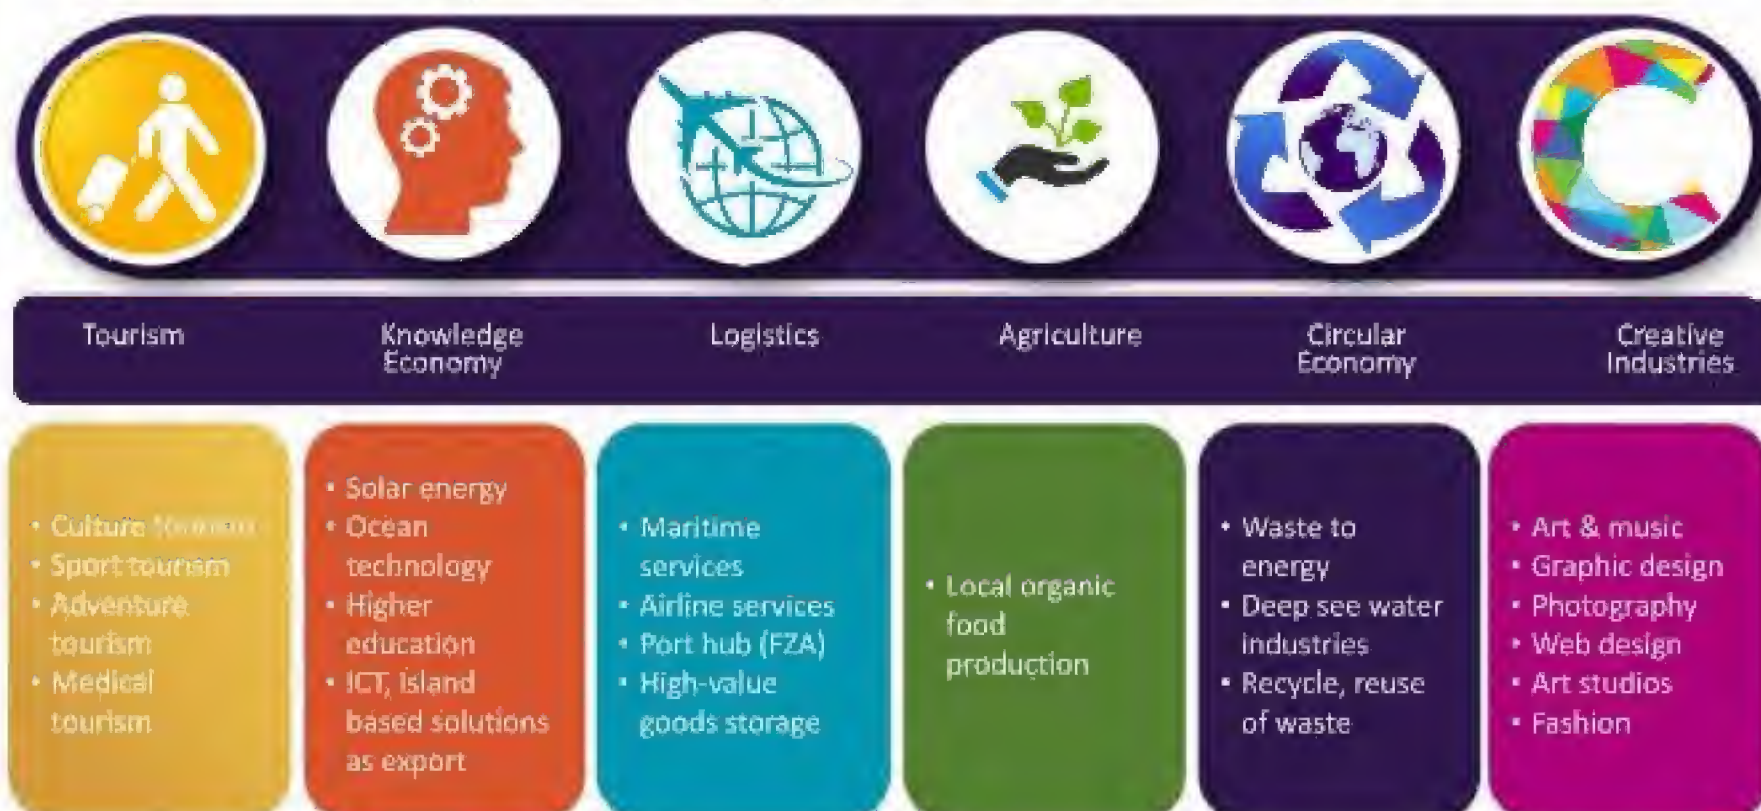 Tourism
Knowledge
Economy
Logistics
Agriculture
Circular
Economy
Creative
Industries
• Culture tourism
• Sport tourism
• Adventure
tourism
• Medical
tourism
• Solar energy
• Ocean
technology
• Higher
education
• ICT, island
based solutions
as export
• Maritime
services
• Airline services
• Port hub (FZA)
• High-value
goods storage
• Local organic
food
production
• Waste to
energy
• Deep see water
industries
• Recycle, reuse
of waste
• Art & music
• Graphic design
• Photography
• Web design
• Art studios
• Fashion